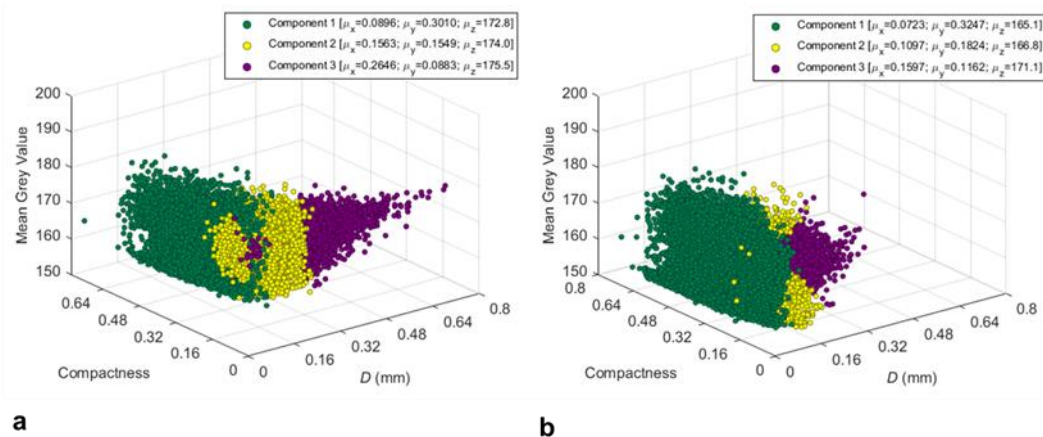 Component 1 [μx=0.0896; μy=0.3010; μz=172.8]
Component 2 [μx=0.1563; μy=0.1549; μz=174.0]
Component 3 [μx=0.2646; μy=0.0883; μz=175.5]
200
190
180
170
160
150
Mean Grey Value
0.64
0.48
0.32
0.16
0
Compactness
0
0.16
0.32
0.48
0.64
0.8
D (mm)
a
Component 1 [μx=0.0723; μy=0.3247; μz=165.1]
Component 2 [μx=0.1097; μy=0.1824; μz=166.8]
Component 3 [μx=0.1597; μy=0.1162; μz=171.1]
200
190
180
170
160
150
Mean Grey Value
0.8
0.64
0.48
0.32
0.16
0
Compactness
0
0.16
0.32
0.48
0.64
0.8
D (mm)
b